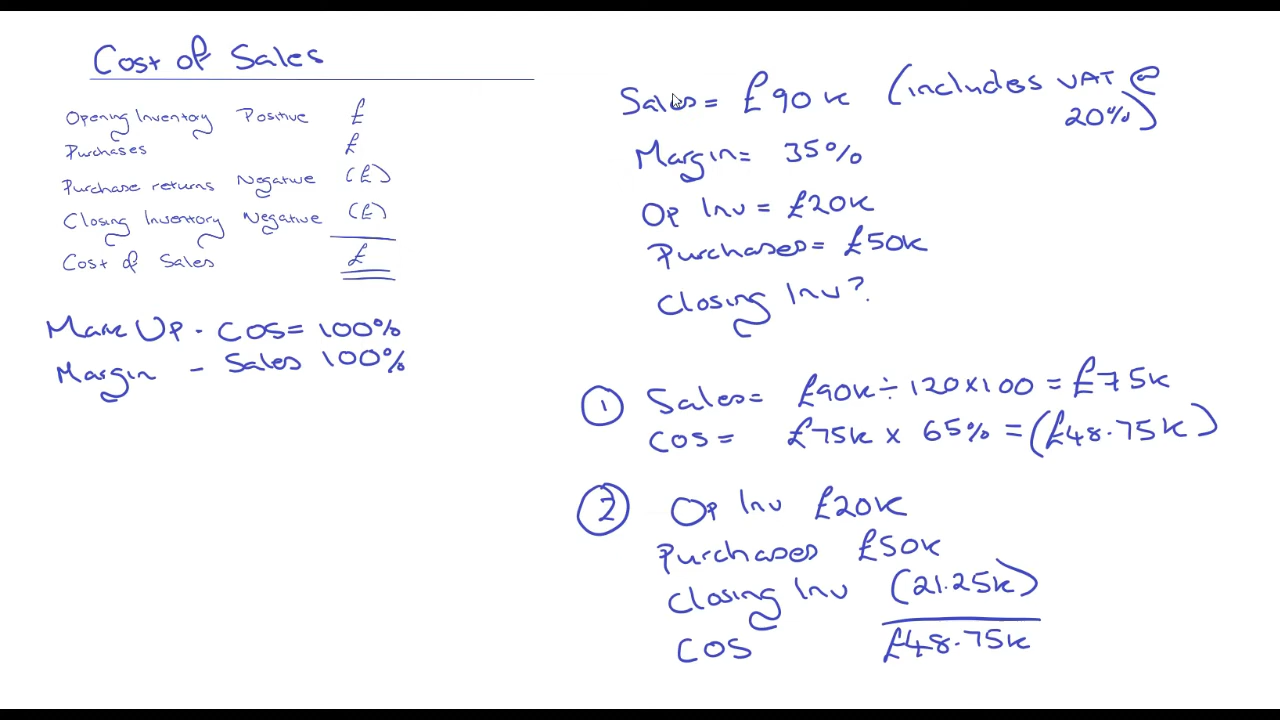 Cost of Sales
Opening Inventory Positive £
Purchases £
Purchase returns Negative (£)
Closing Inventory Negative (£)
Cost of Sales £
Mark Up - COS = 100%
Margin - Sales 100%
Sales = £90k (includes VAT @
20%)
Margin = 35%
Op Inv = £20k
Purchases = £50k
Closing Inv?
1 Sales = £90k ÷ 120 x 100 = £75k
COS = £75k x 65% = (£48.75k)
2 Op Inv £20k
Purchases £50k
Closing Inv (21.25k)
COS £48.75k